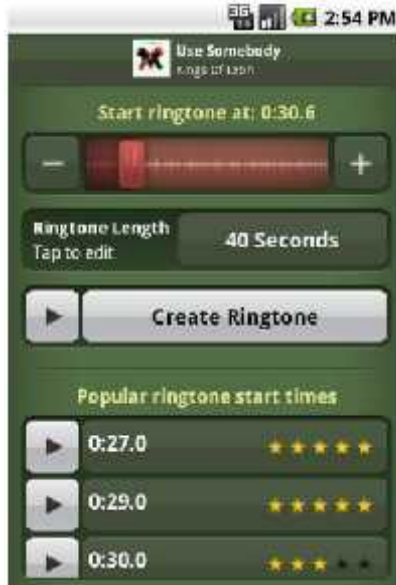 3G 2:54 PM
Use Somebody
Kings Of Leon
Start ringtone at: 0:30.6
− +
Ringtone Length
Tap to edit
40 Seconds
Create Ringtone
Popular ringtone start times
0:27.0
0:29.0
0:30.0